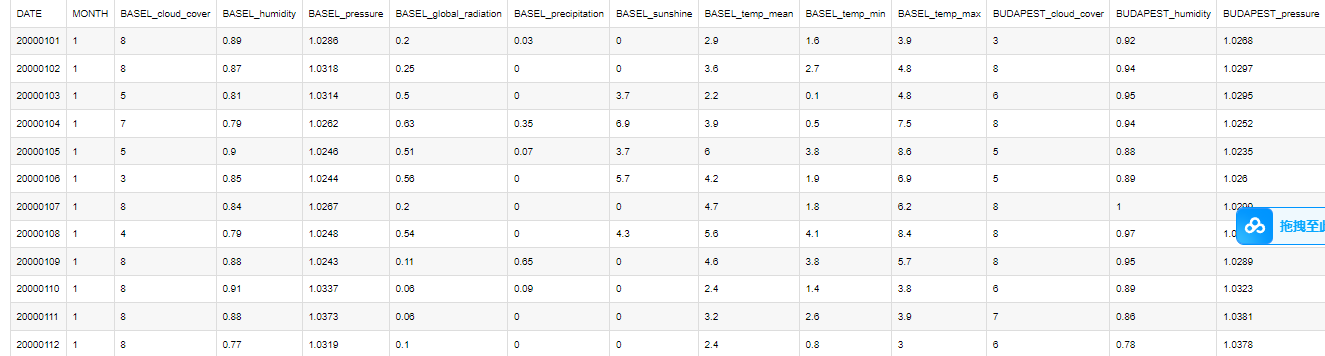 DATE MONTH BASEL_cloud_cover BASEL_humidity BASEL_pressure BASEL_global_radiation BASEL_precipitation BASEL_sunshine BASEL_temp_mean BASEL_temp_min BASEL_temp_max BUDAPEST_cloud_cover BUDAPEST_humidity BUDAPEST_pressure
20000101 1 8 0.89 1.0286 0.2 0.03 0 2.9 1.6 3.9 3 0.92 1.0268
20000102 1 8 0.87 1.0318 0.25 0 0 3.6 2.7 4.8 8 0.94 1.0297
20000103 1 5 0.81 1.0314 0.5 0 3.7 2.2 0.1 4.8 6 0.95 1.0295
20000104 1 7 0.79 1.0262 0.63 0.35 6.9 3.9 0.5 7.5 8 0.94 1.0252
20000105 1 5 0.9 1.0246 0.51 0.07 3.7 6 3.8 8.6 5 0.88 1.0235
20000106 1 3 0.85 1.0244 0.56 0 5.7 4.2 1.9 6.9 5 0.89 1.026
20000107 1 8 0.84 1.0267 0.2 0 0 4.7 1.8 6.2 8 1
20000108 1 4 0.79 1.0248 0.54 0 4.3 5.6 4.1 8.4 8 0.97
拖拽至
20000109 1 8 0.88 1.0243 0.11 0.65 0 4.6 3.8 5.7 8 0.95 1.0289
20000110 1 8 0.91 1.0337 0.06 0.09 0 2.4 1.4 3.8 6 0.89 1.0323
20000111 1 8 0.88 1.0373 0.06 0 0 3.2 2.6 3.9 7 0.86 1.0381
20000112 1 8 0.77 1.0319 0.1 0 0 2.4 0.8 3 6 0.78 1.0378